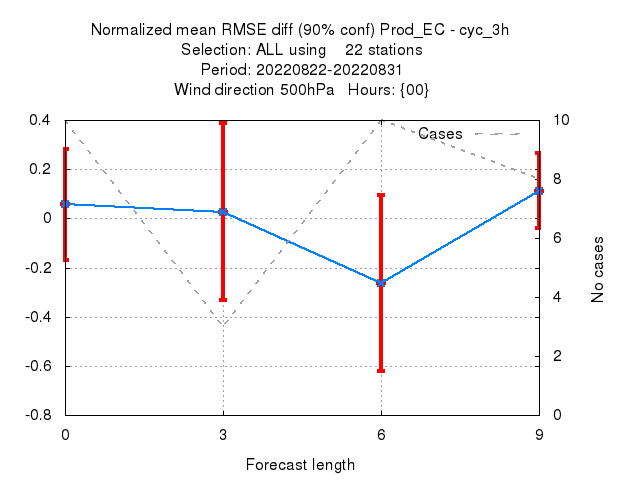 Normalized mean RMSE diff (90% conf) Prod_EC - cyc_3h
Selection: ALL using    22 stations
Period: 20220822-20220831
Wind direction 500hPa   Hours: {00}
0.4
0.2
0
-0.2
-0.4
-0.6
-0.8
Cases
10
8
6
4
2
0
No cases
0
3
6
9
Forecast length